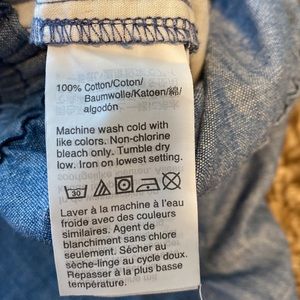 100% Cotton/Coton/
Baumwolle/Katoen/棉/
algodón
Machine wash cold with
like colors. Non-chlorine
bleach only. Tumble dry
low. Iron on lowest setting.
30
Laver à la machine à l'eau
froide avec des couleurs
similaires. Agent de
blanchiment sans chlore
seulement. Sécher au
sèche-linge au cycle doux.
Repasser à la plus basse
température.